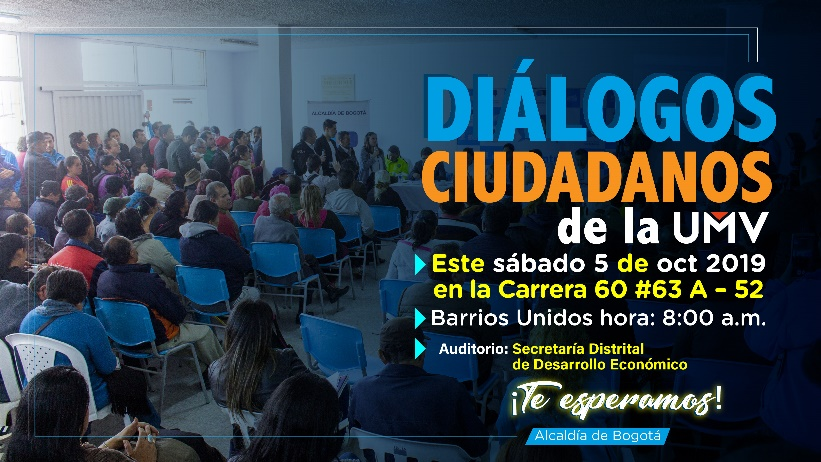 ALCALDÍA DE BOGOTÁ
DIÁLOGOS
CIUDADANOS
de la UMV
Este sábado 5 de oct 2019
en la Carrera 60 #63 A – 52
Barrios Unidos hora: 8:00 a.m.
Auditorio: Secretaría Distrital
de Desarrollo Económico
¡Te esperamos!
Alcaldía de Bogotá